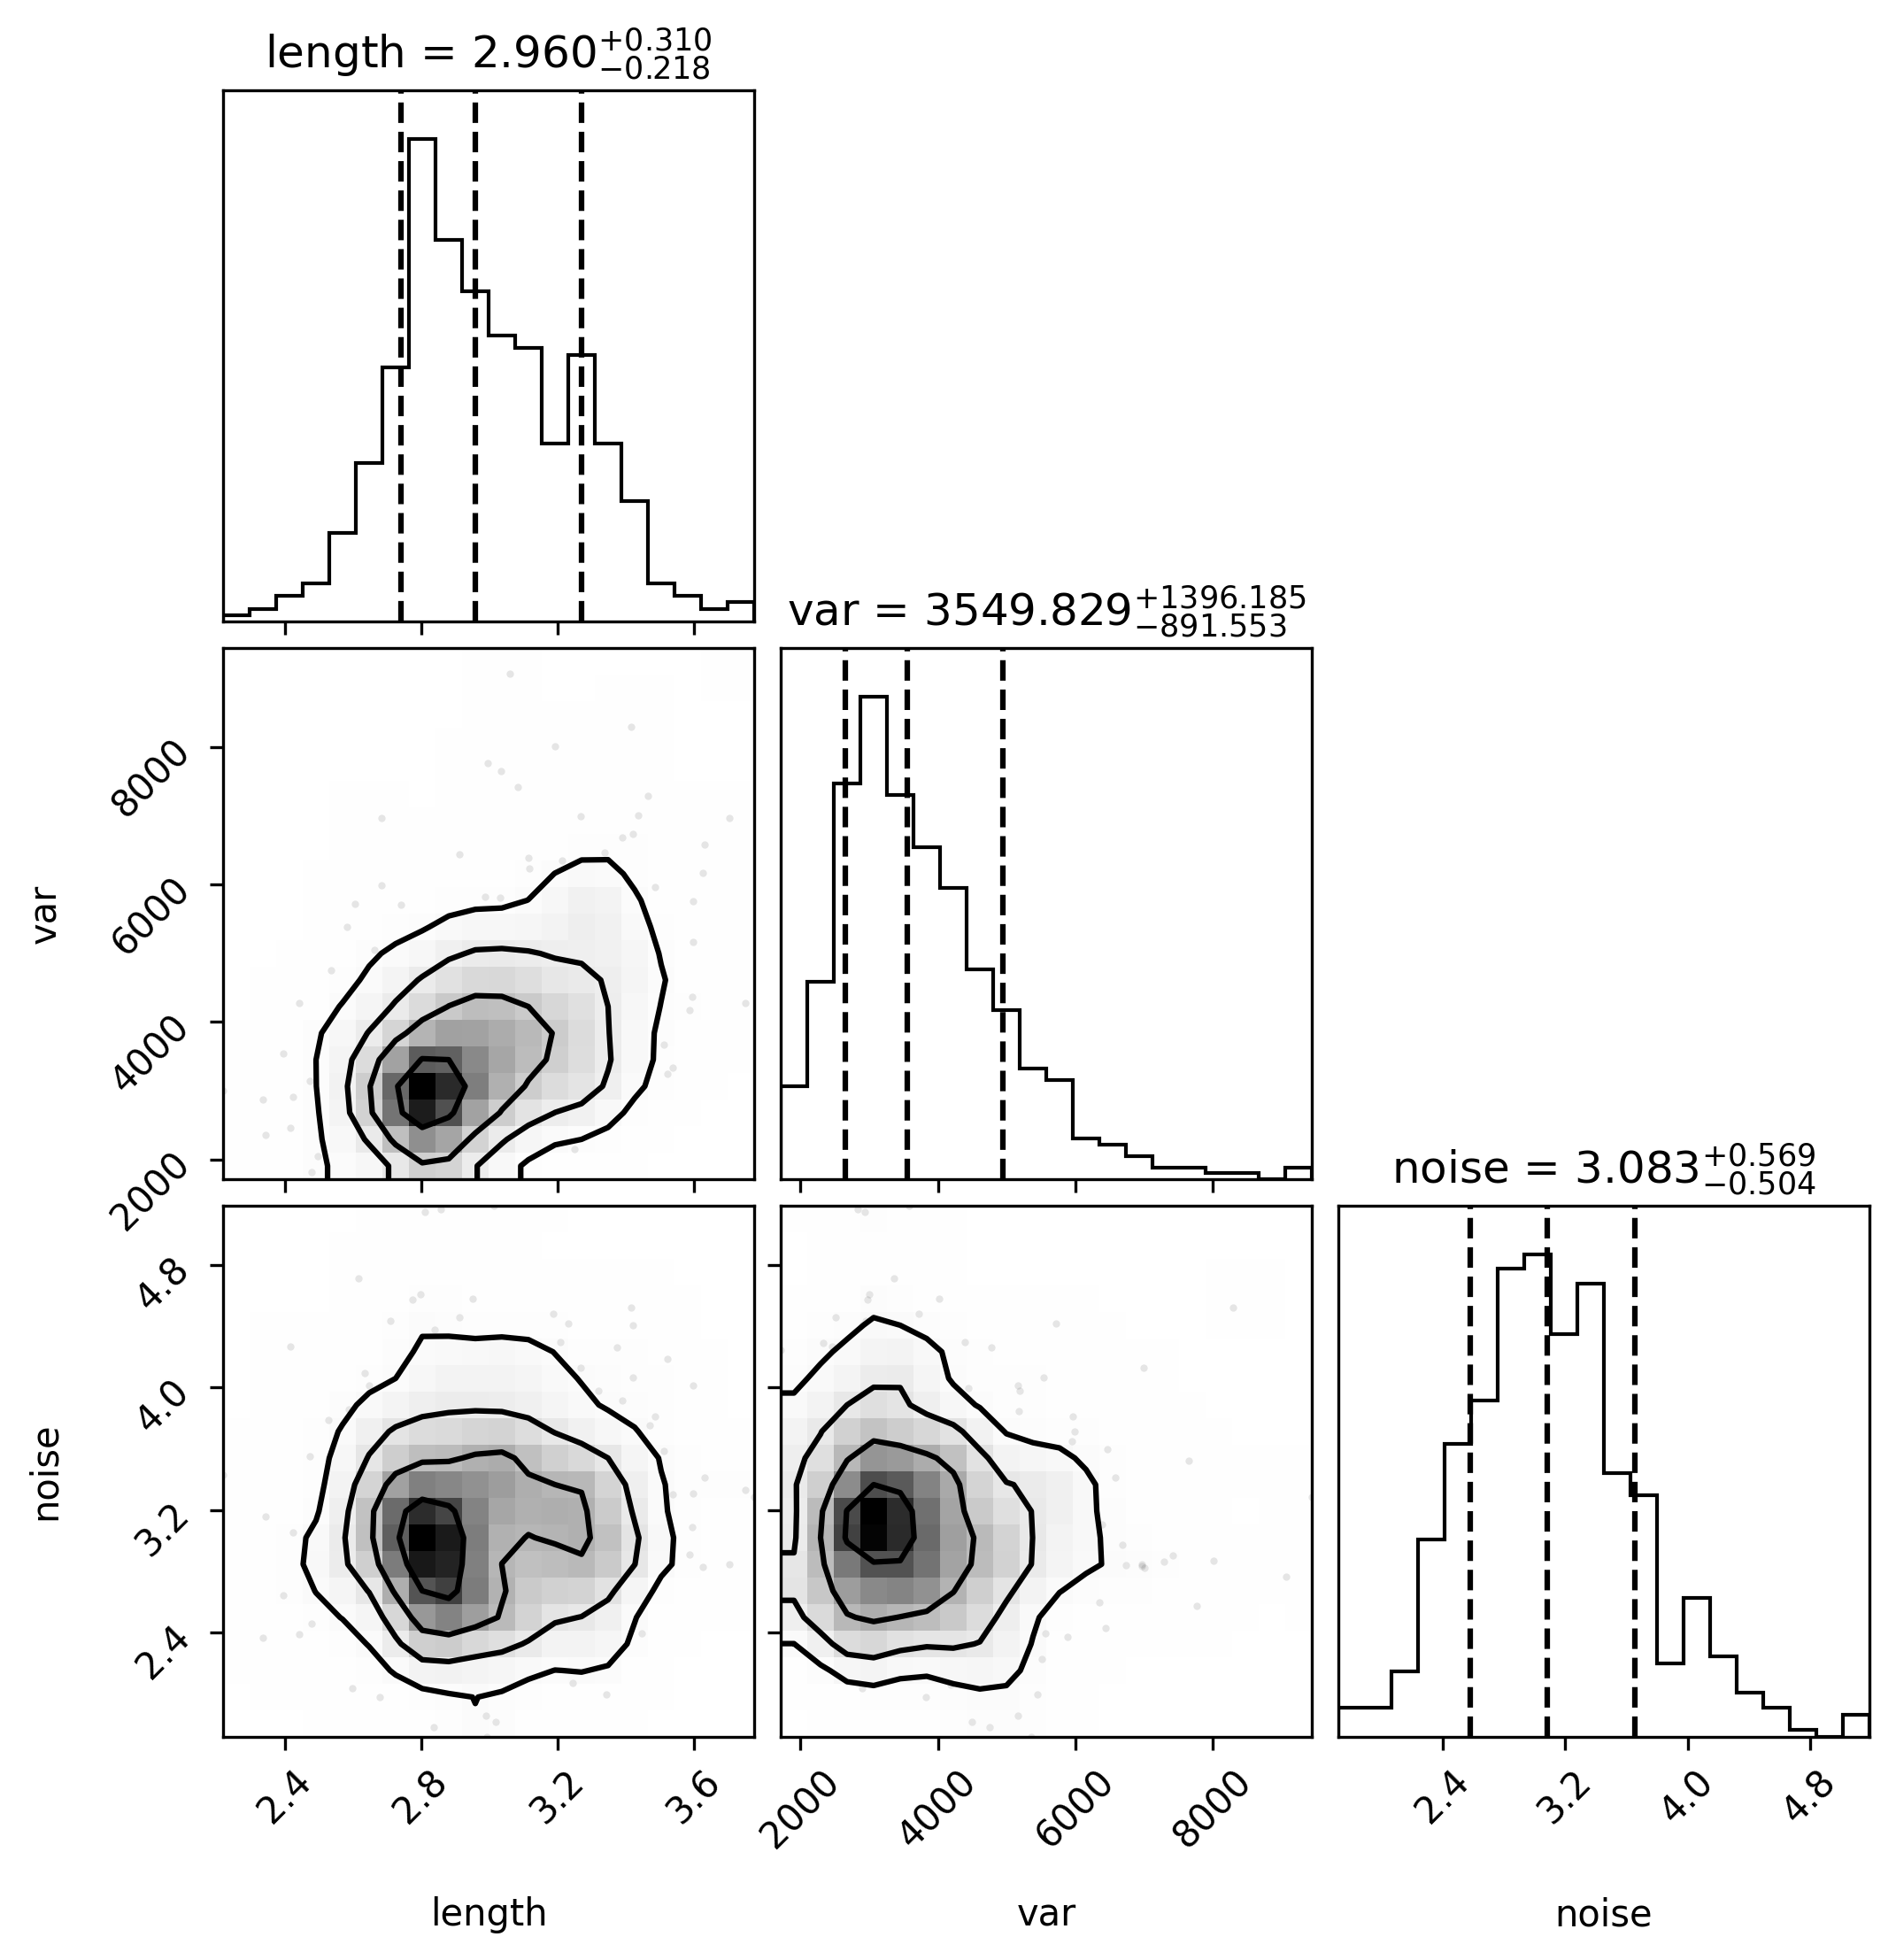 length = 2.960+0.310
−0.218
var = 3549.829+1396.185
−891.553
8000
6000
var
4000
2000
noise = 3.083+0.569
−0.504
4.8
4.0
noise
3.2
2.4
2.4 2.8 3.2 3.6 2000 4000 6000 8000 2.4 3.2 4.0 4.8
length var noise